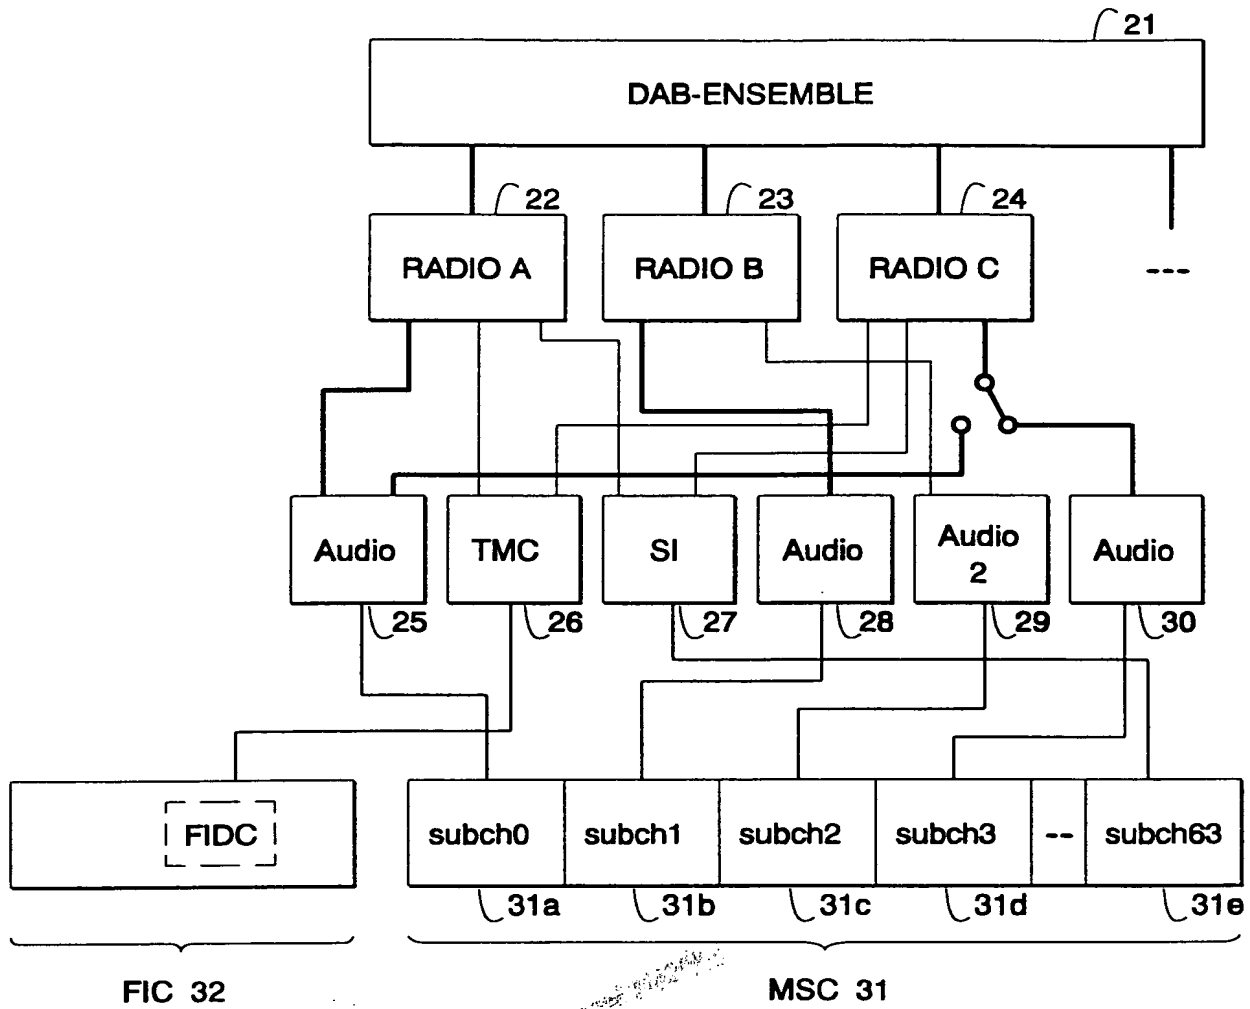 21
DAB-ENSEMBLE
22
23
24
RADIO A
RADIO B
RADIO C
---
Audio
TMC
SI
Audio
Audio
2
Audio
25
26
27
28
29
30
FIDC
subch0
subch1
subch2
subch3
--
subch63
31a
31b
31c
31d
31e
FIC 32
MSC 31